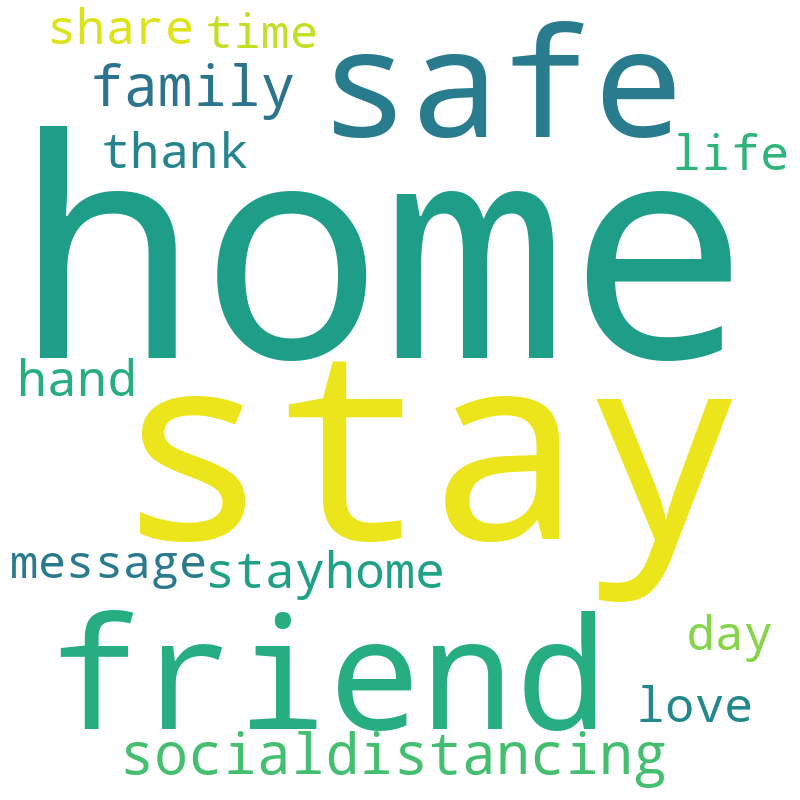 share time
family safe
thank life
home
hand
stay
message stayhome
friend day
love
socialdistancing